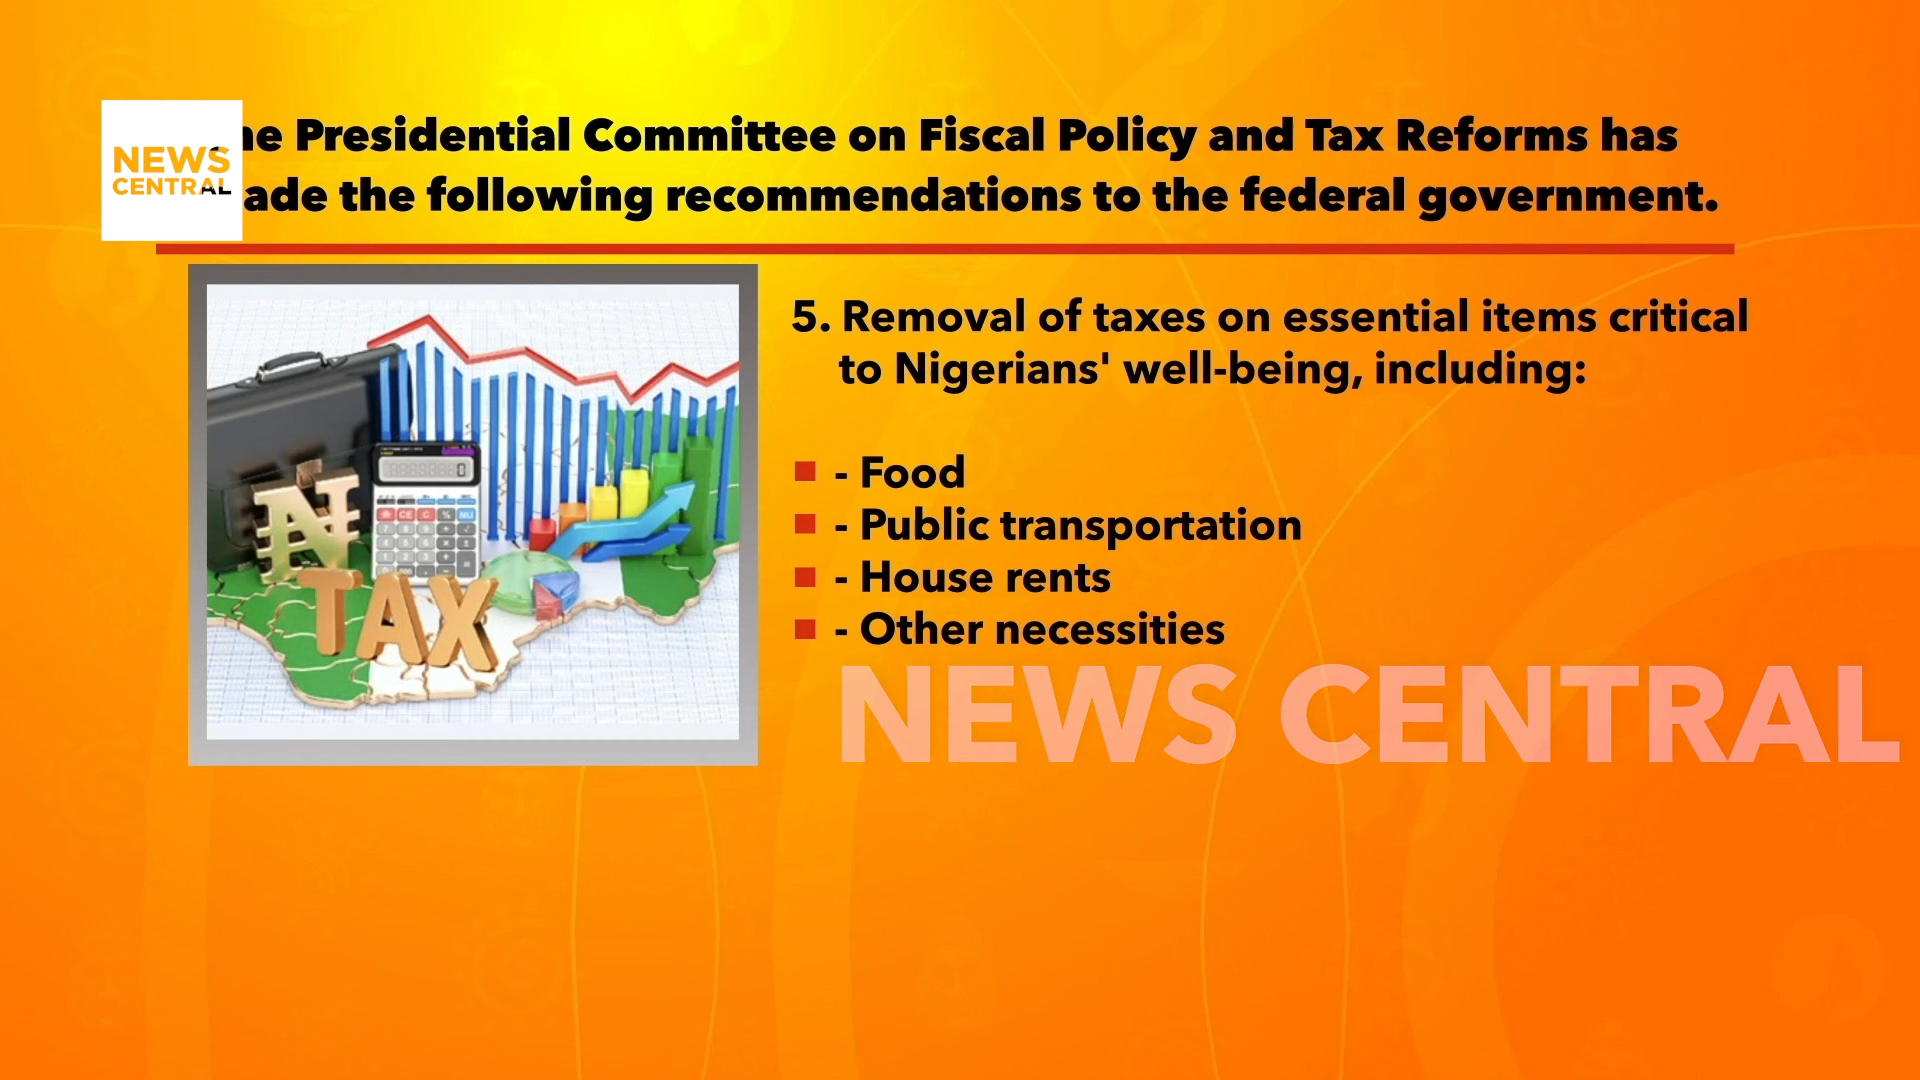 NEWS
CENTRAL
he Presidential Committee on Fiscal Policy and Tax Reforms has
ade the following recommendations to the federal government.
5. Removal of taxes on essential items critical
to Nigerians' well-being, including:
- Food
- Public transportation
- House rents
- Other necessities
₦
TAX
NEWS CENTRAL